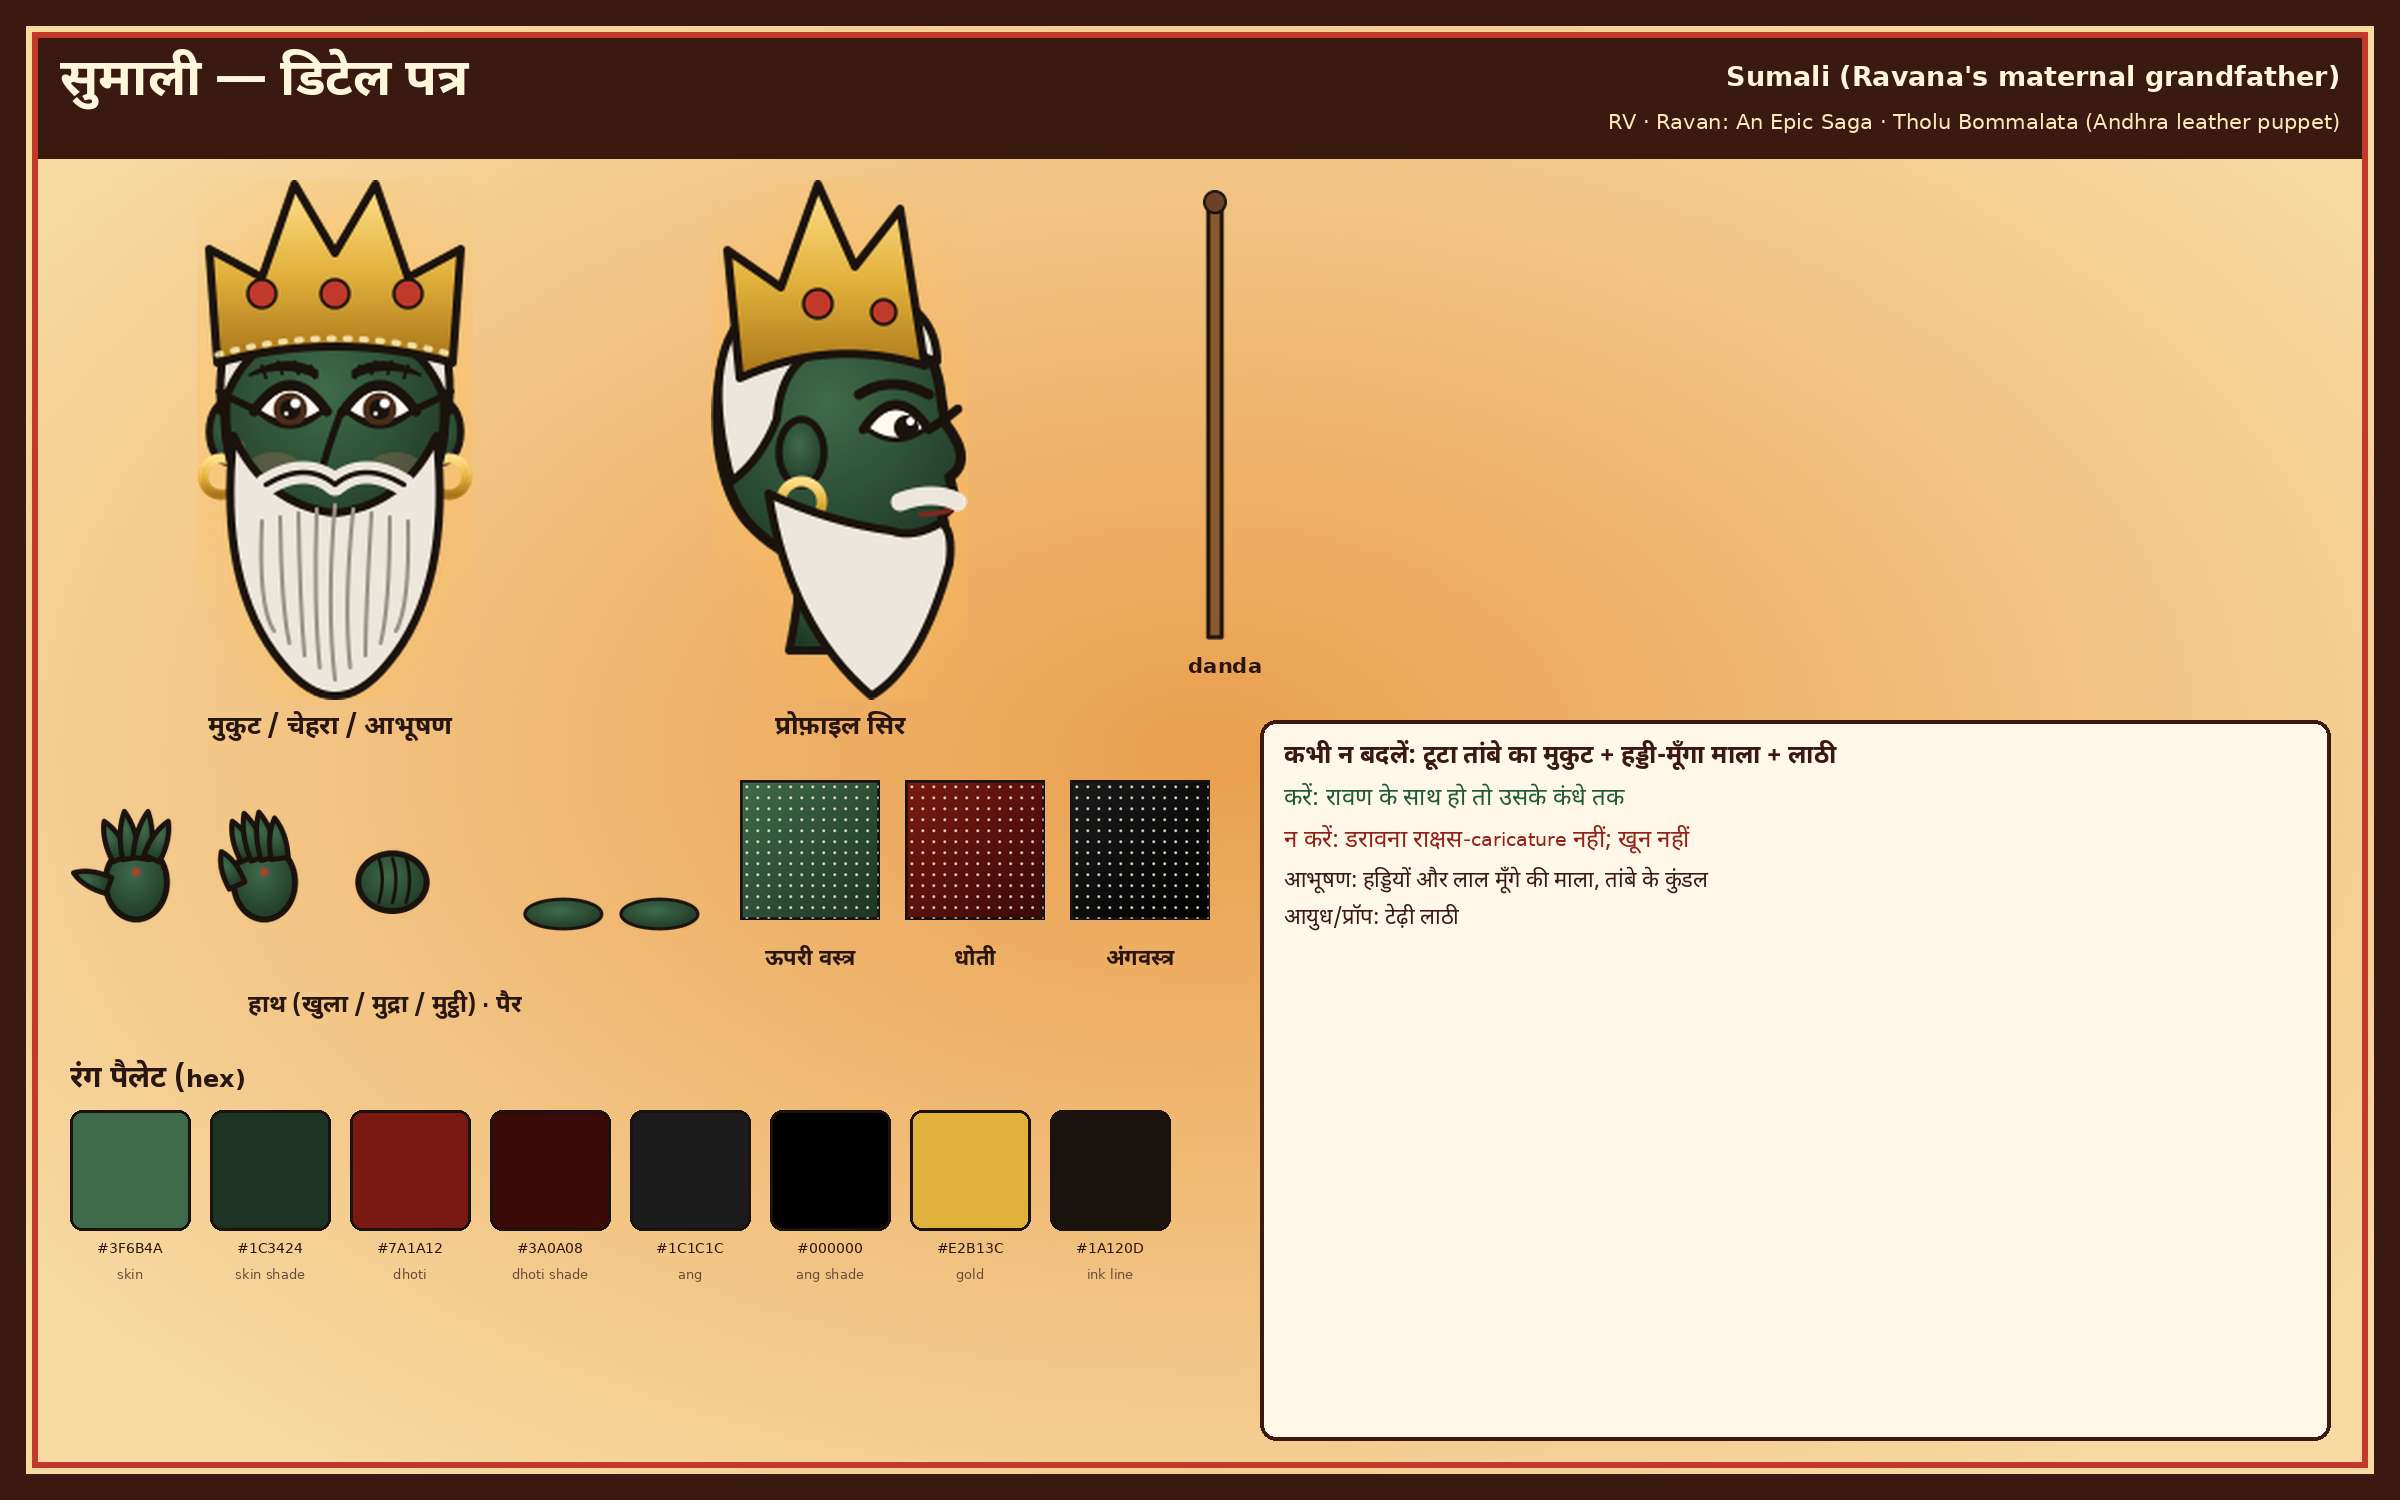 सुमाली — डिटेल पत्र
Sumali (Ravana's maternal grandfather)
RV · Ravan: An Epic Saga · Tholu Bommalata (Andhra leather puppet)
danda
मुकुट / चेहरा / आभूषण
प्रोफ़ाइल सिर
कभी न बदलें: टूटा तांबे का मुकुट + हड्डी-मूँगा माला + लाठी
करें: रावण के साथ हो तो उसके कंधे तक
न करें: डरावना राक्षस-caricature नहीं; खून नहीं
आभूषण: हड्डियों और लाल मूँगे की माला, तांबे के कुंडल
आयुध/प्रॉप: टेढ़ी लाठी
ऊपरी वस्त्र
धोती
अंगवस्त्र
हाथ (खुला / मुद्रा / मुट्ठी) · पैर
रंग पैलेट (hex)
#3F6B4A #1C3424 #7A1A12 #3A0A08 #1C1C1C #000000 #E2B13C #1A120D
skin skin shade dhoti dhoti shade ang ang shade gold ink line